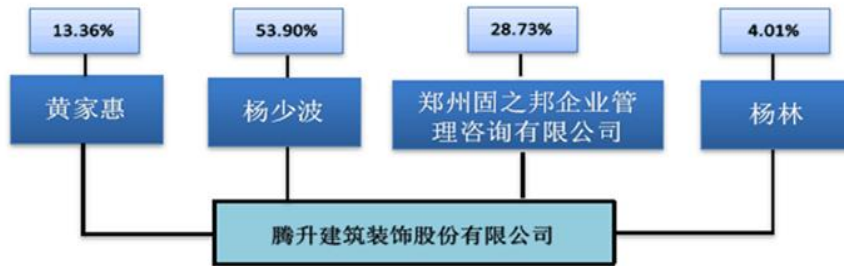 13.36%
53.90%
28.73%
4.01%
黄家惠
杨少波
郑州固之邦企业管
理咨询有限公司
杨林
腾升建筑装饰股份有限公司